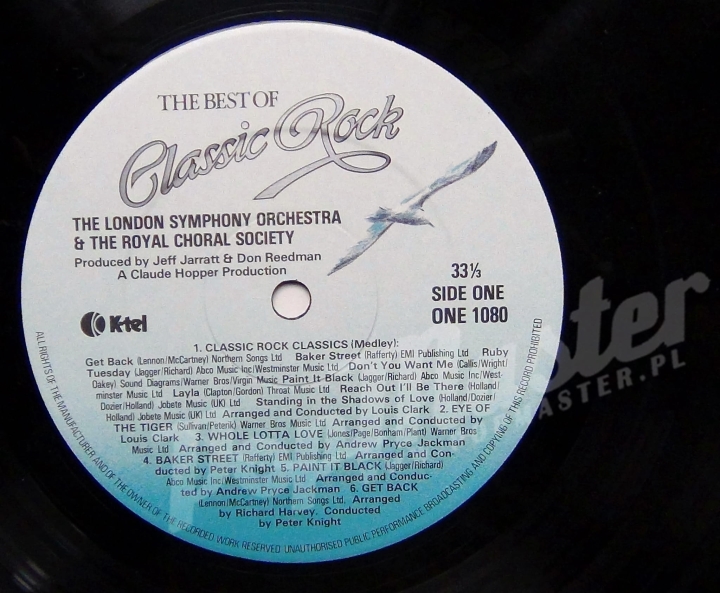 THE BEST OF
Classic Rock
THE LONDON SYMPHONY ORCHESTRA
& THE ROYAL CHORAL SOCIETY
Produced by Jeff Jarratt & Don Reedman
A Claude Hopper Production
33⅓
SIDE ONE
ONE 1080
K-tel
1. CLASSIC ROCK CLASSICS (Medley):
Get Back (Lennon/McCartney) Northern Songs Ltd Baker Street (Rafferty) EMI Publishing Ltd Ruby
Tuesday (Jagger/Richard) Abco Music Inc/Westminster Music Ltd Don't You Want Me (Callis/Wright/
Oakey) Sound Diagrams/Warner Bros/Virgin Music Paint It Black (Jagger/Richard) Abco Music Inc/West-
minster Music Ltd Layla (Clapton/Gordon) Throat Music Ltd Reach Out I'll Be There (Holland/
Dozier/Holland) Jobete Music (UK) Ltd Standing in the Shadows of Love (Holland/Dozier/
Holland) Jobete Music (UK) Ltd Arranged and Conducted by Louis Clark 2. EYE OF
THE TIGER (Sullivan/Peterik) Warner Bros Music Ltd Arranged and Conducted by
Louis Clark 3. WHOLE LOTTA LOVE (Jones/Page/Bonham/Plant) Warner Bros
Music Ltd Arranged and Conducted by Andrew Pryce Jackman
4. BAKER STREET (Rafferty) EMI Publishing Ltd Arranged and Con-
ducted by Peter Knight 5. PAINT IT BLACK (Jagger/Richard)
Abco Music Inc/Westminster Music Ltd Arranged and Conduc-
ted by Andrew Pryce Jackman 6. GET BACK
(Lennon/McCartney) Northern Songs Ltd. Arranged
by Richard Harvey. Conducted
by Peter Knight
ALL RIGHTS OF THE MANUFACTURER AND OF THE OWNER OF THE RECORDED WORK RESERVED. UNAUTHORISED PUBLIC PERFORMANCE BROADCASTING AND COPYING OF THIS RECORD PROHIBITED
ster
MASTER.PL